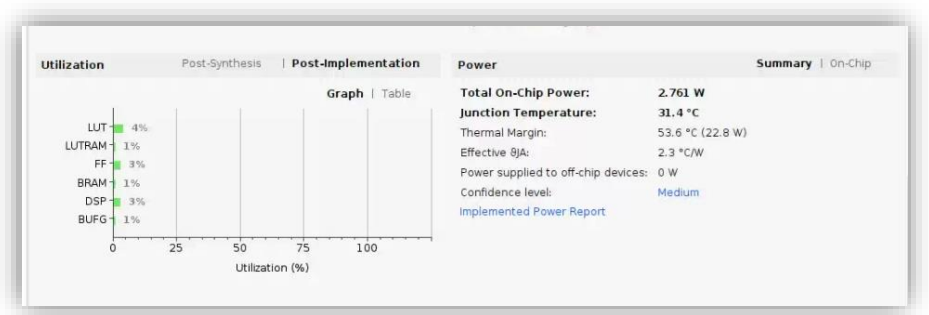 Utilization Post-Synthesis | Post-Implementation
Graph | Table
LUT 4%
LUTRAM 1%
FF 3%
BRAM 1%
DSP 3%
BUFG 1%
0 25 50 75 100
Utilization (%)
Power Summary | On-Chip
Total On-Chip Power: 2.761 W
Junction Temperature: 31.4 °C
Thermal Margin: 53.6 °C (22.8 W)
Effective ϑJA: 2.3 °C/W
Power supplied to off-chip devices: 0 W
Confidence level: Medium
Implemented Power Report